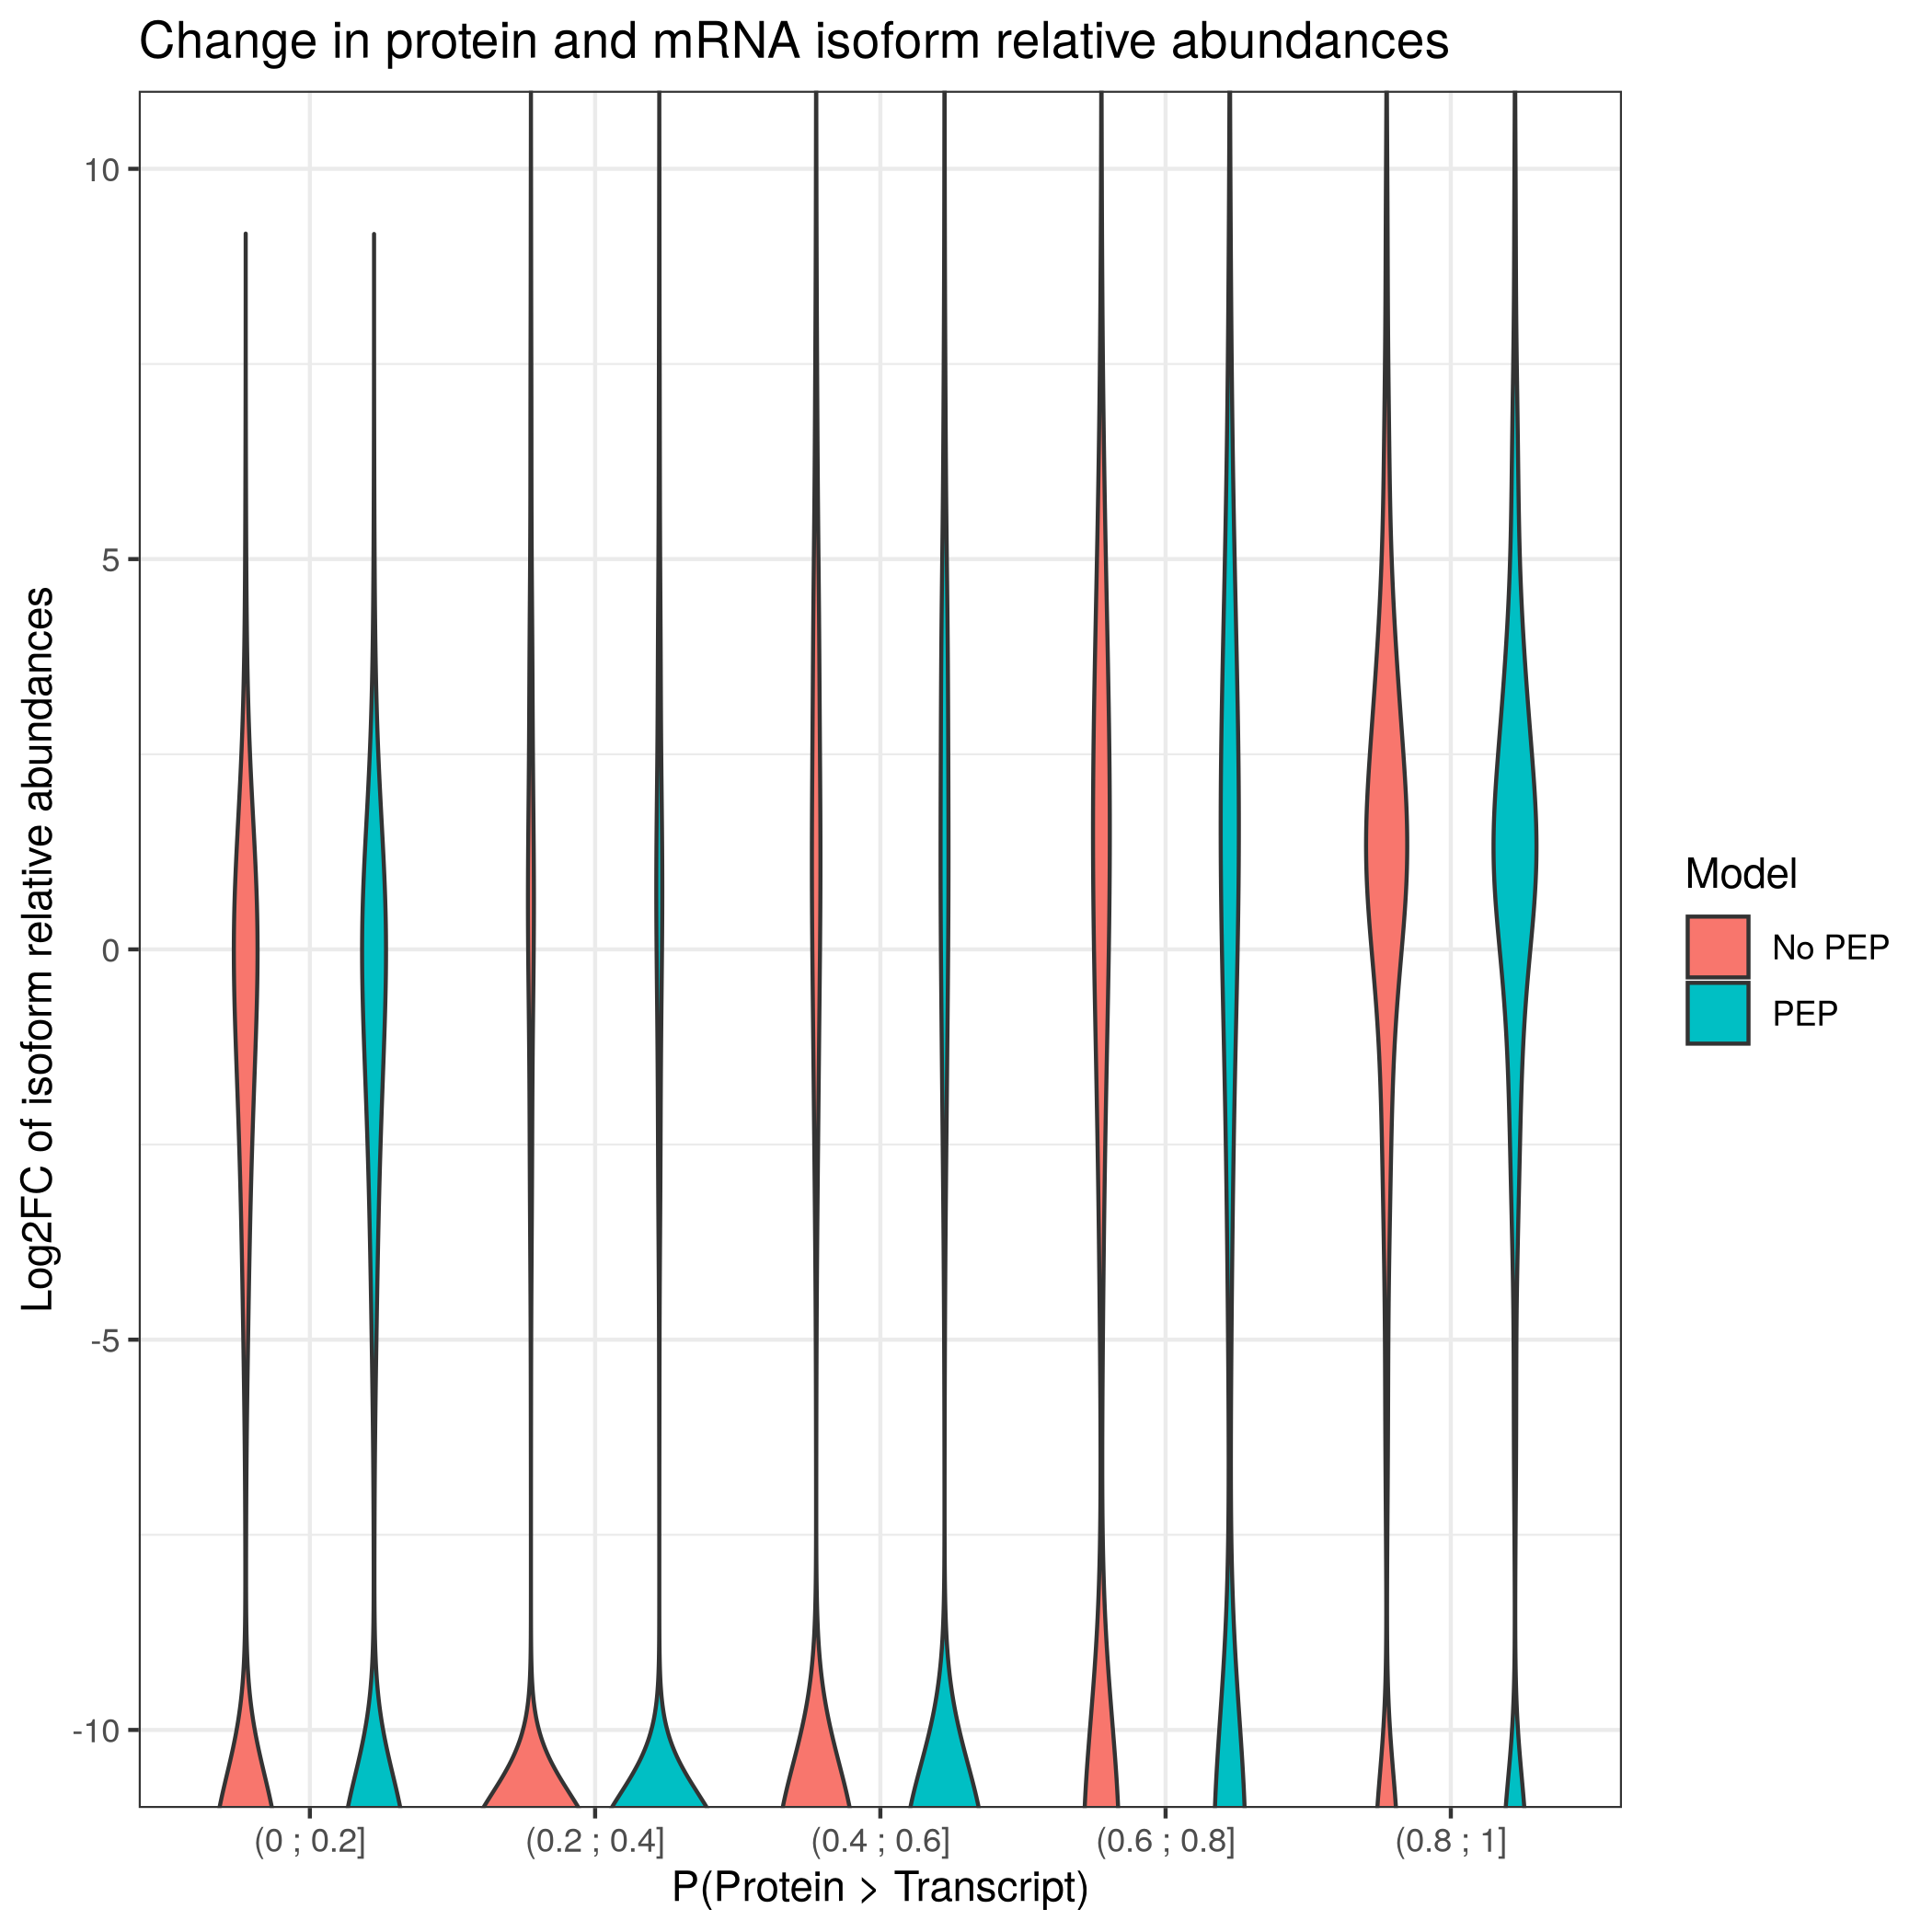 Change in protein and mRNA isoform relative abundances
Log2FC of isoform relative abundances
10
5
0
-5
-10
(0 ; 0.2]
(0.2 ; 0.4]
(0.4 ; 0.6]
(0.6 ; 0.8]
(0.8 ; 1]
P(Protein > Transcript)
Model
No PEP
PEP